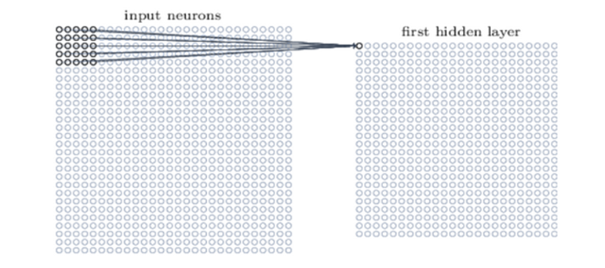 input neurons
first hidden layer